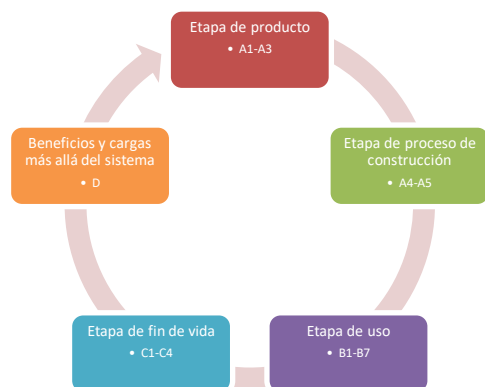 Etapa de producto
• A1-A3
Etapa de proceso de
construcción
• A4-A5
Etapa de uso
• B1-B7
Etapa de fin de vida
• C1-C4
Beneficios y cargas
más allá del sistema
• D